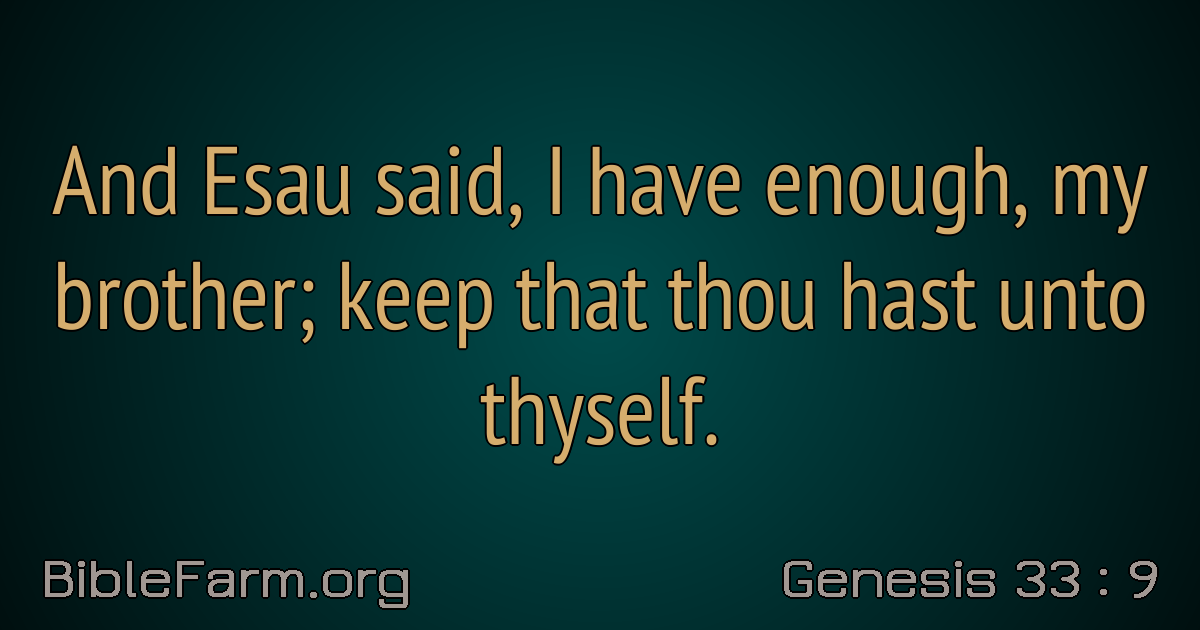 And Esau said, I have enough, my
brother; keep that thou hast unto
thyself.
BibleFarm.org
Genesis 33 : 9